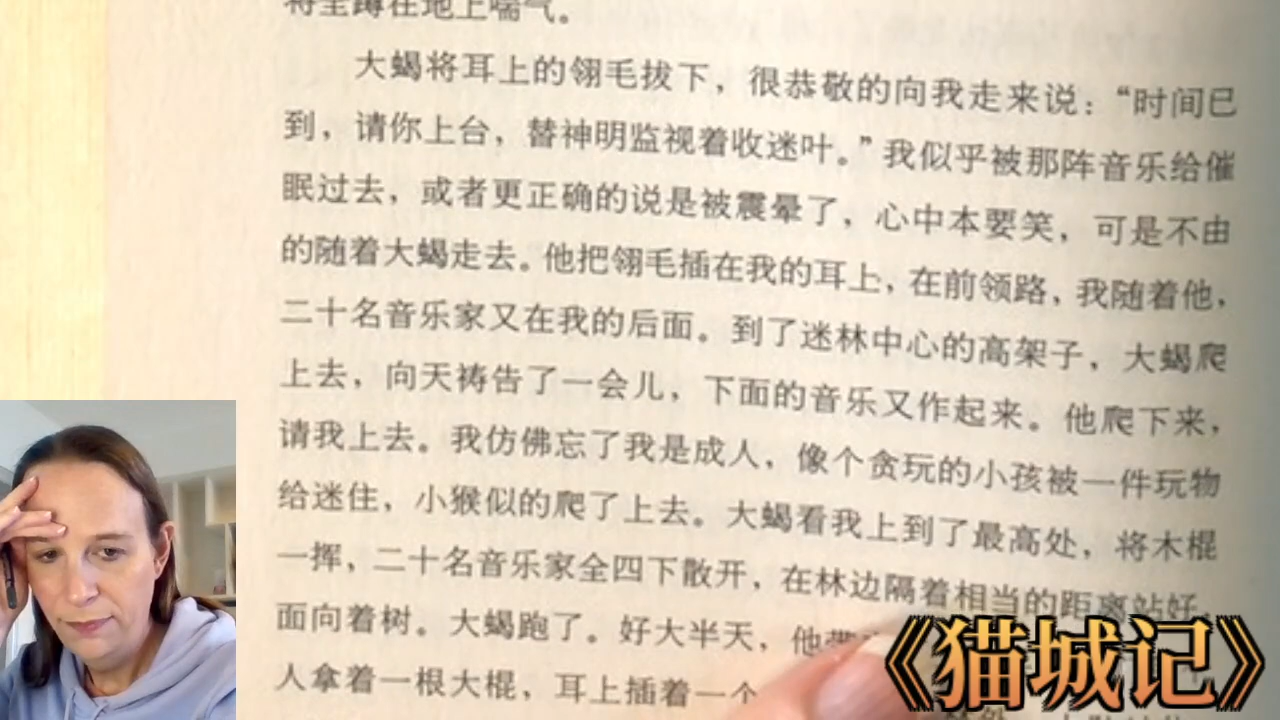 将至蹲在地上喘气。
大蝎将耳上的翎毛拔下，很恭敬的向我走来说：“时间已
到，请你上台，替神明监视着收迷叶。”我似乎被那阵音乐给催
眠过去，或者更正确的说是被震晕了，心中本要笑，可是不由
的随着大蝎走去。他把翎毛插在我的耳上，在前领路，我随着他，
二十名音乐家又在我的后面。到了迷林中心的高架子，大蝎爬
上去，向天祷告了一会儿，下面的音乐又作起来。他爬下来，
请我上去。我仿佛忘了我是成人，像个贪玩的小孩被一件玩物
给迷住，小猴似的爬了上去。大蝎看我上到了最高处，将木棍
一挥，二十名音乐家全四下散开，在林边隔着相当的距离站好，
面向着树。大蝎跑了。好大半天，他带
人拿着一根大棍，耳上插着一个
《猫城记》